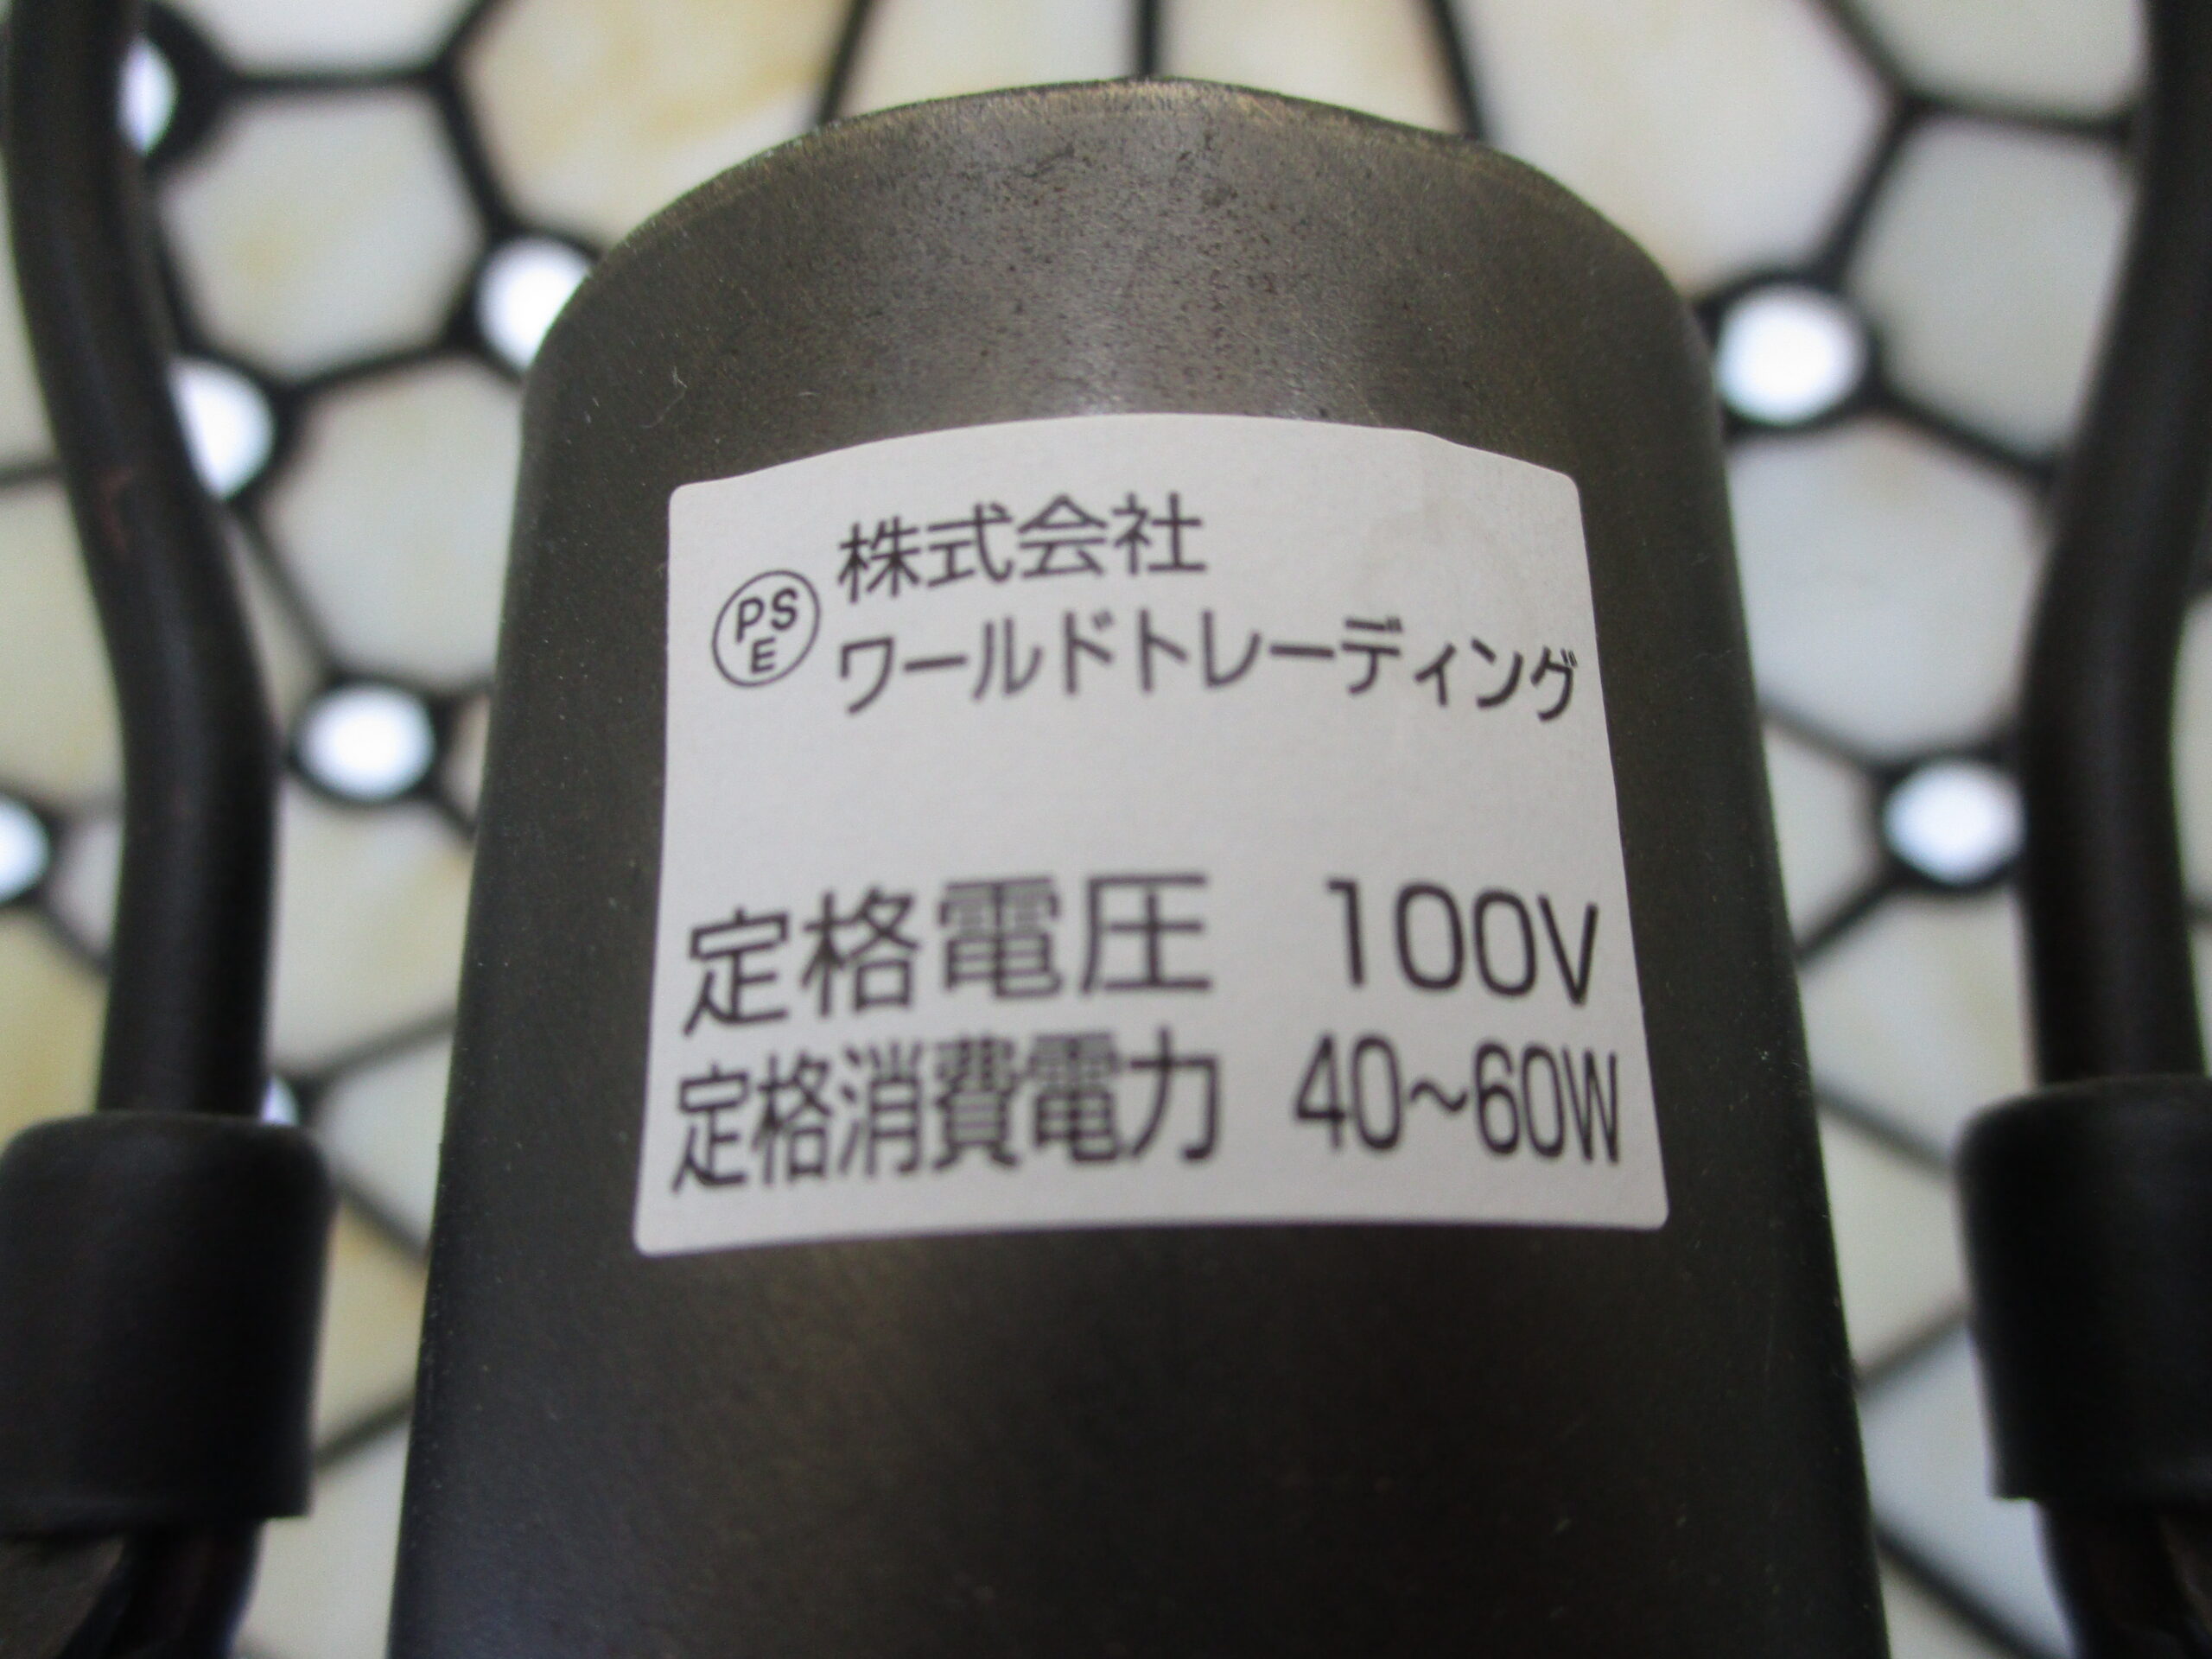 PS
E
株式会社
ワールドトレーディング
定格電圧 100V
定格消費電力 40~60W